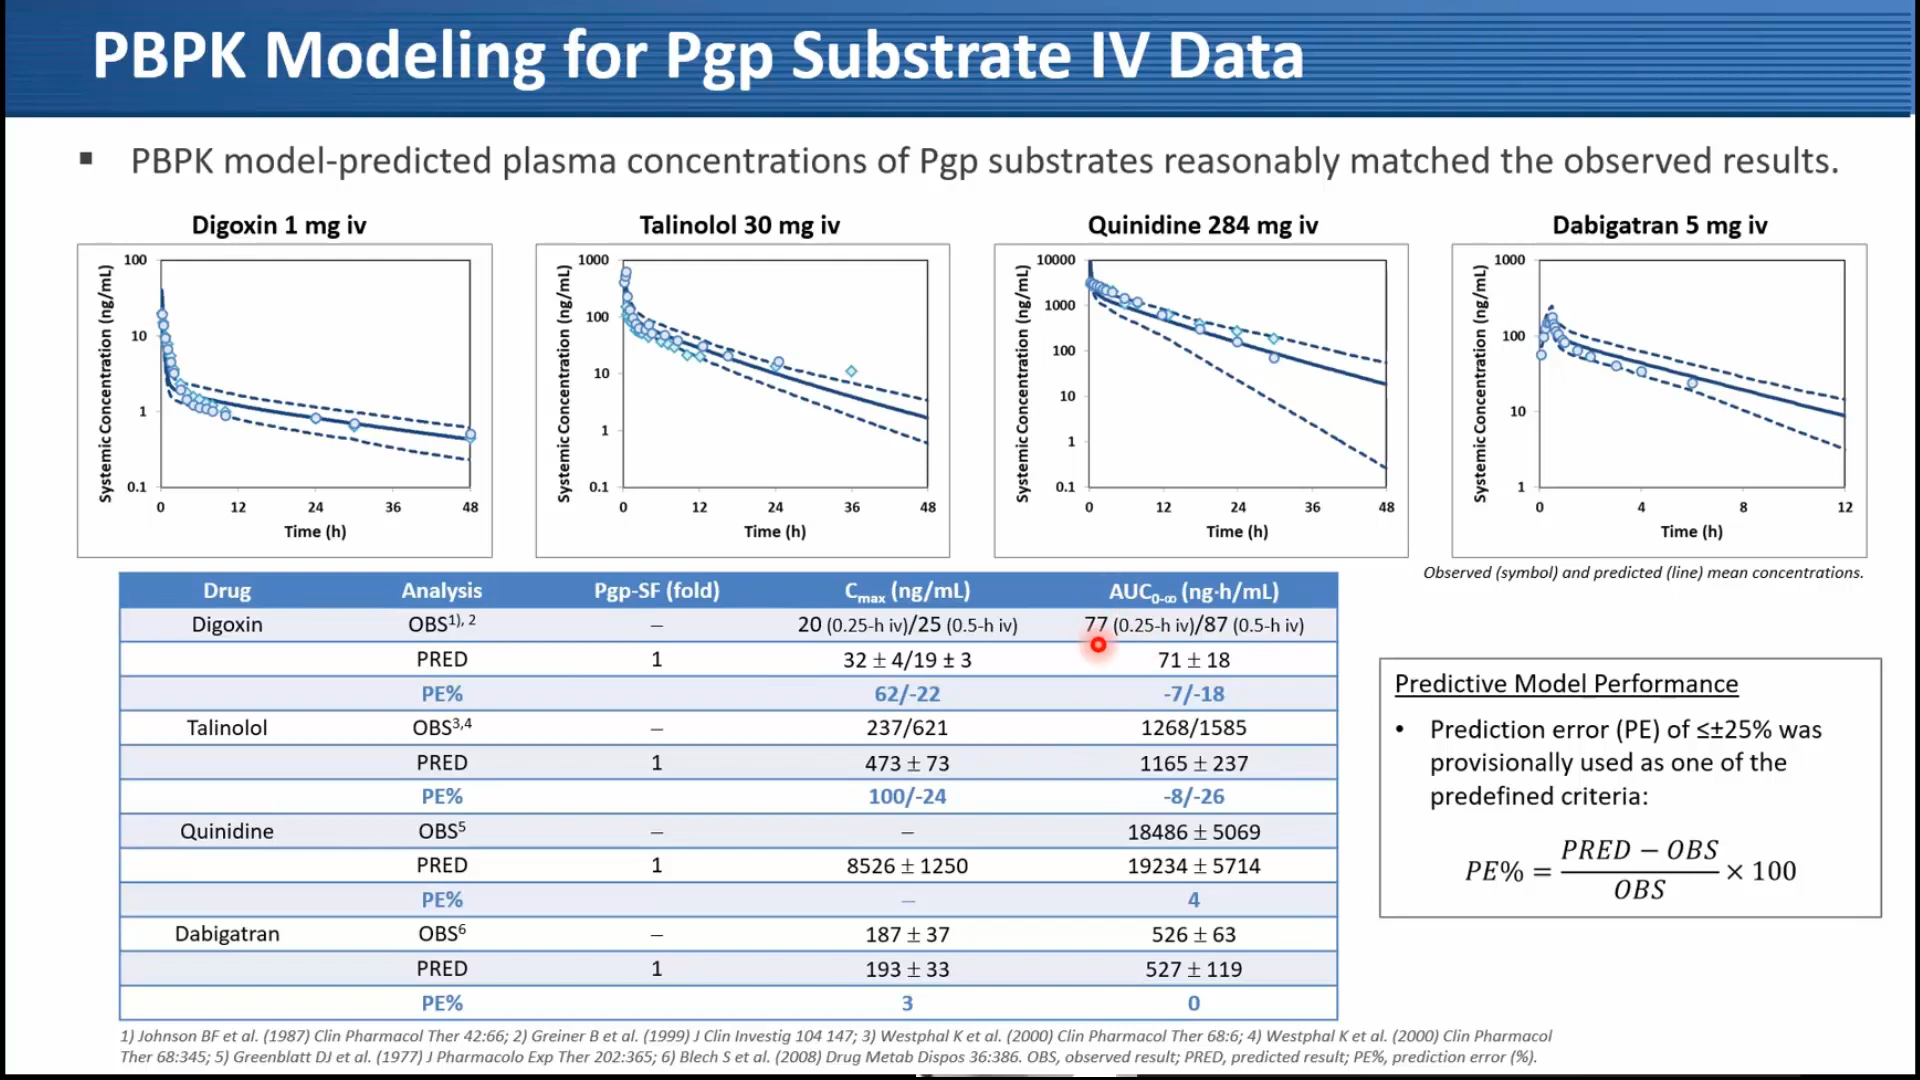 PBPK Modeling for Pgp Substrate IV Data
▪ PBPK model-predicted plasma concentrations of Pgp substrates reasonably matched the observed results.
Digoxin 1 mg iv
Systemic Concentration (ng/mL)
100
10
1
0.1
0 12 24 36 48
Time (h)
Talinolol 30 mg iv
Systemic Concentration (ng/mL)
1000
100
10
1
0.1
0 12 24 36 48
Time (h)
Quinidine 284 mg iv
Systemic Concentration (ng/mL)
10000
1000
100
10
1
0.1
0 12 24 36 48
Time (h)
Dabigatran 5 mg iv
Systemic Concentration (ng/mL)
1000
100
10
1
0 4 8 12
Time (h)
Observed (symbol) and predicted (line) mean concentrations.
Drug Analysis Pgp-SF (fold) Cmax (ng/mL) AUC0-∞ (ng·h/mL)
Digoxin OBS1), 2 – 20 (0.25-h iv)/25 (0.5-h iv) 77 (0.25-h iv)/87 (0.5-h iv)
PRED 1 32 ± 4/19 ± 3 71 ± 18
PE% 62/-22 -7/-18
Talinolol OBS3,4 – 237/621 1268/1585
PRED 1 473 ± 73 1165 ± 237
PE% 100/-24 -8/-26
Quinidine OBS5 – – 18486 ± 5069
PRED 1 8526 ± 1250 19234 ± 5714
PE% – 4
Dabigatran OBS6 – 187 ± 37 526 ± 63
PRED 1 193 ± 33 527 ± 119
PE% 3 0
Predictive Model Performance
• Prediction error (PE) of ≤±25% was
provisionally used as one of the
predefined criteria:
PE% = (PRED − OBS)/OBS × 100
1) Johnson BF et al. (1987) Clin Pharmacol Ther 42:66; 2) Greiner B et al. (1999) J Clin Investig 104 147; 3) Westphal K et al. (2000) Clin Pharmacol Ther 68:6; 4) Westphal K et al. (2000) Clin Pharmacol
Ther 68:345; 5) Greenblatt DJ et al. (1977) J Pharmacolo Exp Ther 202:365; 6) Blech S et al. (2008) Drug Metab Dispos 36:386. OBS, observed result; PRED, predicted result; PE%, prediction error (%).